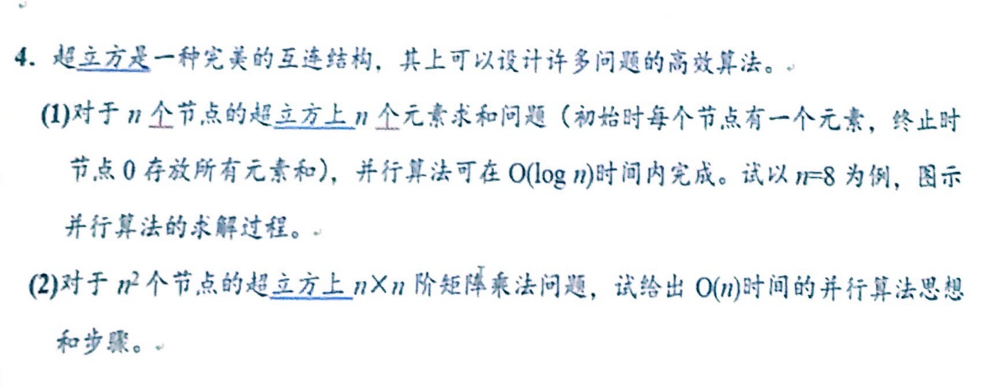 4. 超立方是一种完美的互连结构，其上可以设计许多问题的高效算法。
(1)对于 n 个节点的超立方上 n 个元素求和问题（初始时每个节点有一个元素，终止时
节点 0 存放所有元素和），并行算法可在 O(log n)时间内完成。试以 n=8 为例，图示
并行算法的求解过程。
(2)对于 n² 个节点的超立方上 n×n 阶矩阵乘法问题，试给出 O(n)时间的并行算法思想
和步骤。